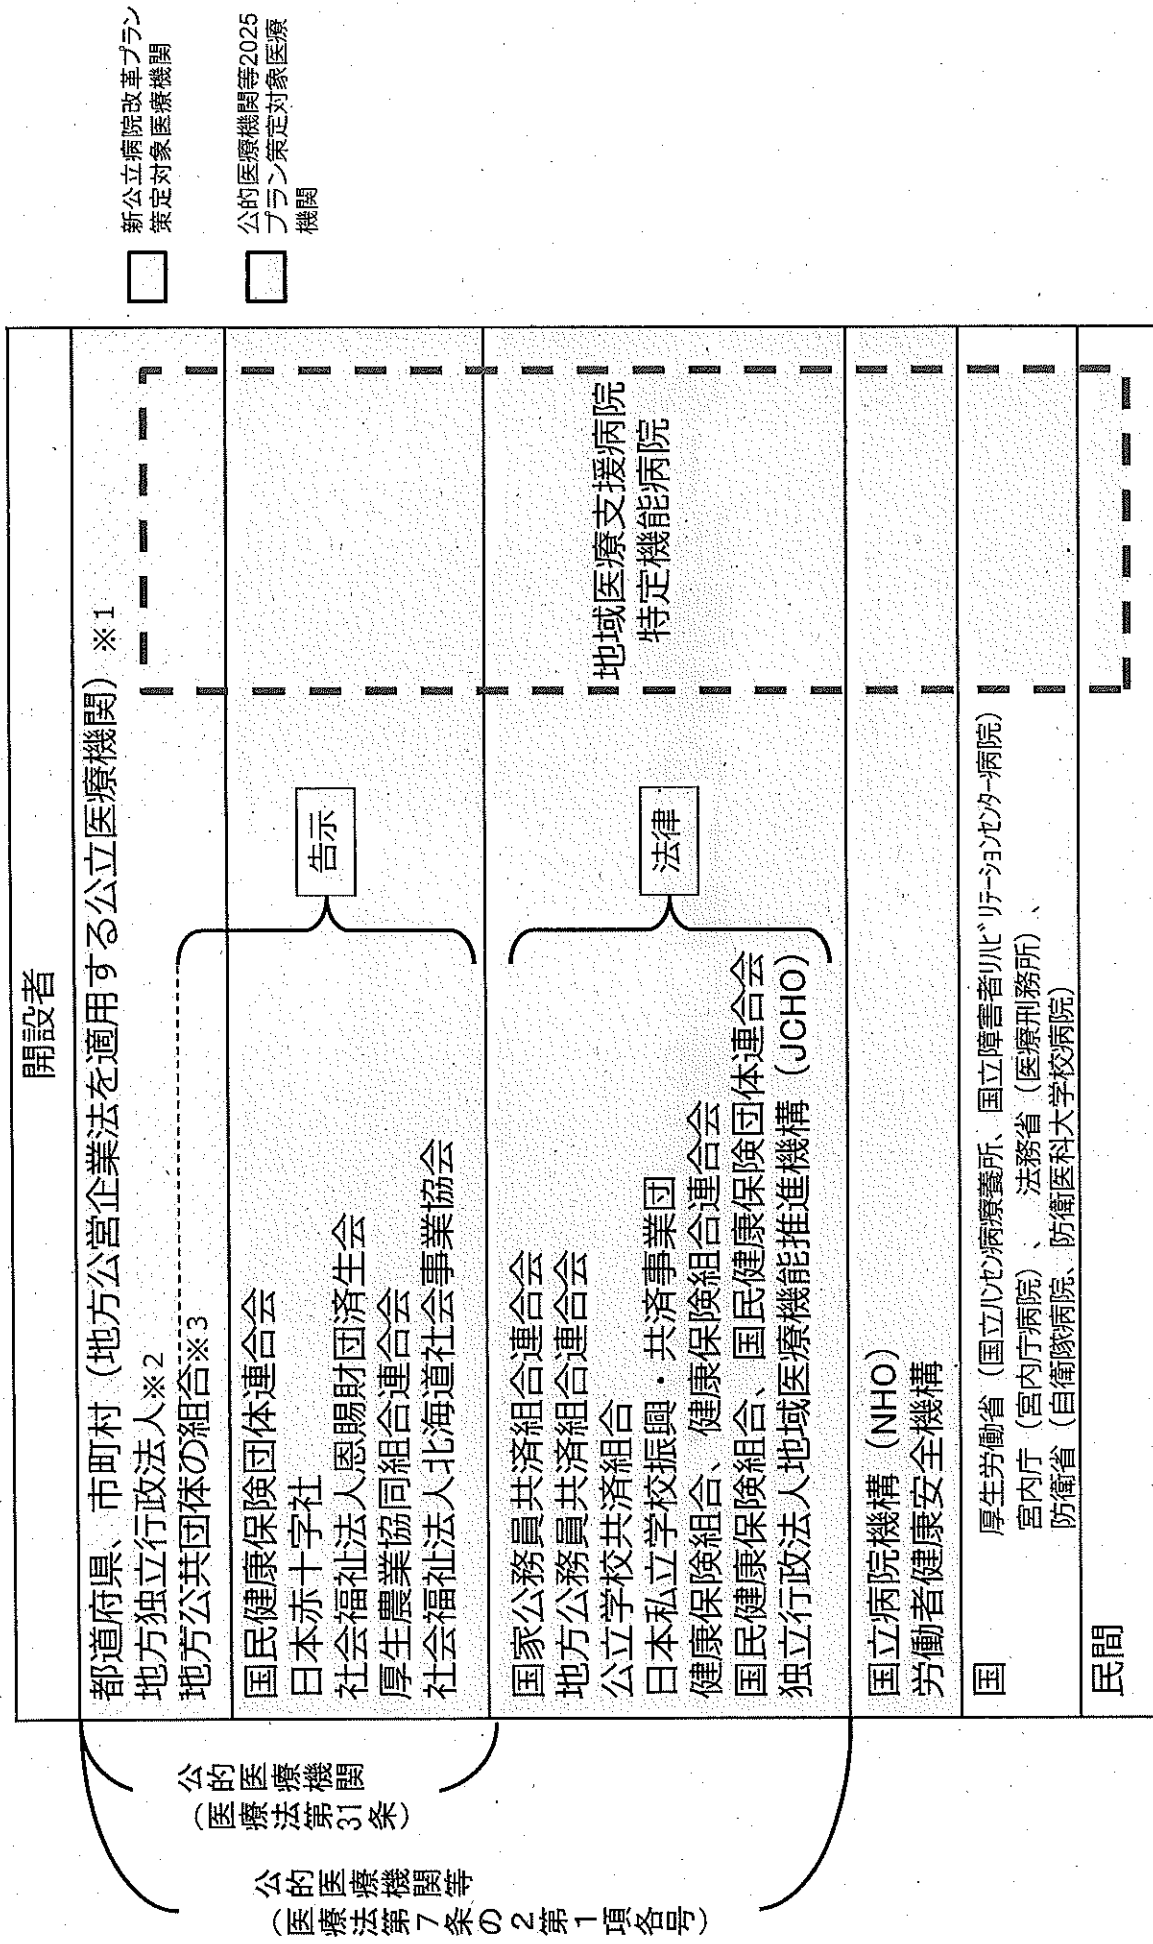 新公立病院改革プラン
策定対象医療機関
公的医療機関等2025
プラン策定対象医療
機関
開設者
都道府県、市町村（地方公営企業法を適用する公立医療機関）※1
地方独立行政法人※2
地方公共団体の組合※3
国民健康保険団体連合会
日本赤十字社
社会福祉法人恩賜財団済生会
厚生農業協同組合連合会
社会福祉法人北海道社会事業協会
告示
国家公務員共済組合連合会
地方公務員共済組合連合会
公立学校共済組合
日本私立学校振興・共済事業団
健康保険組合、健康保険組合連合会
国民健康保険組合、国民健康保険団体連合会
独立行政法人地域医療機能推進機構（JCHO）
法律
地域医療支援病院
特定機能病院
国立病院機構（NHO）
労働者健康安全機構
国
厚生労働省（国立ハンセン病療養所、国立障害者リハビリテーションセンター病院）
宮内庁（宮内庁病院）、法務省（医療刑務所）、
防衛省（自衛隊病院、防衛医科大学校病院）
民間
公的医療機関
（医療法第31条）
公的医療機関等
（医療法第7条の2第1項各号）